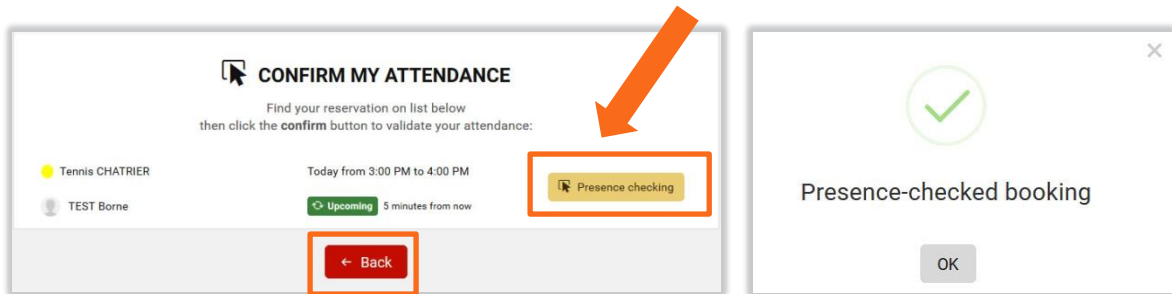 CONFIRM MY ATTENDANCE
Find your reservation on list below
then click the confirm button to validate your attendance:
Tennis CHATRIER
Today from 3:00 PM to 4:00 PM
Presence checking
TEST Borne
Upcoming 5 minutes from now
← Back
Presence-checked booking
OK